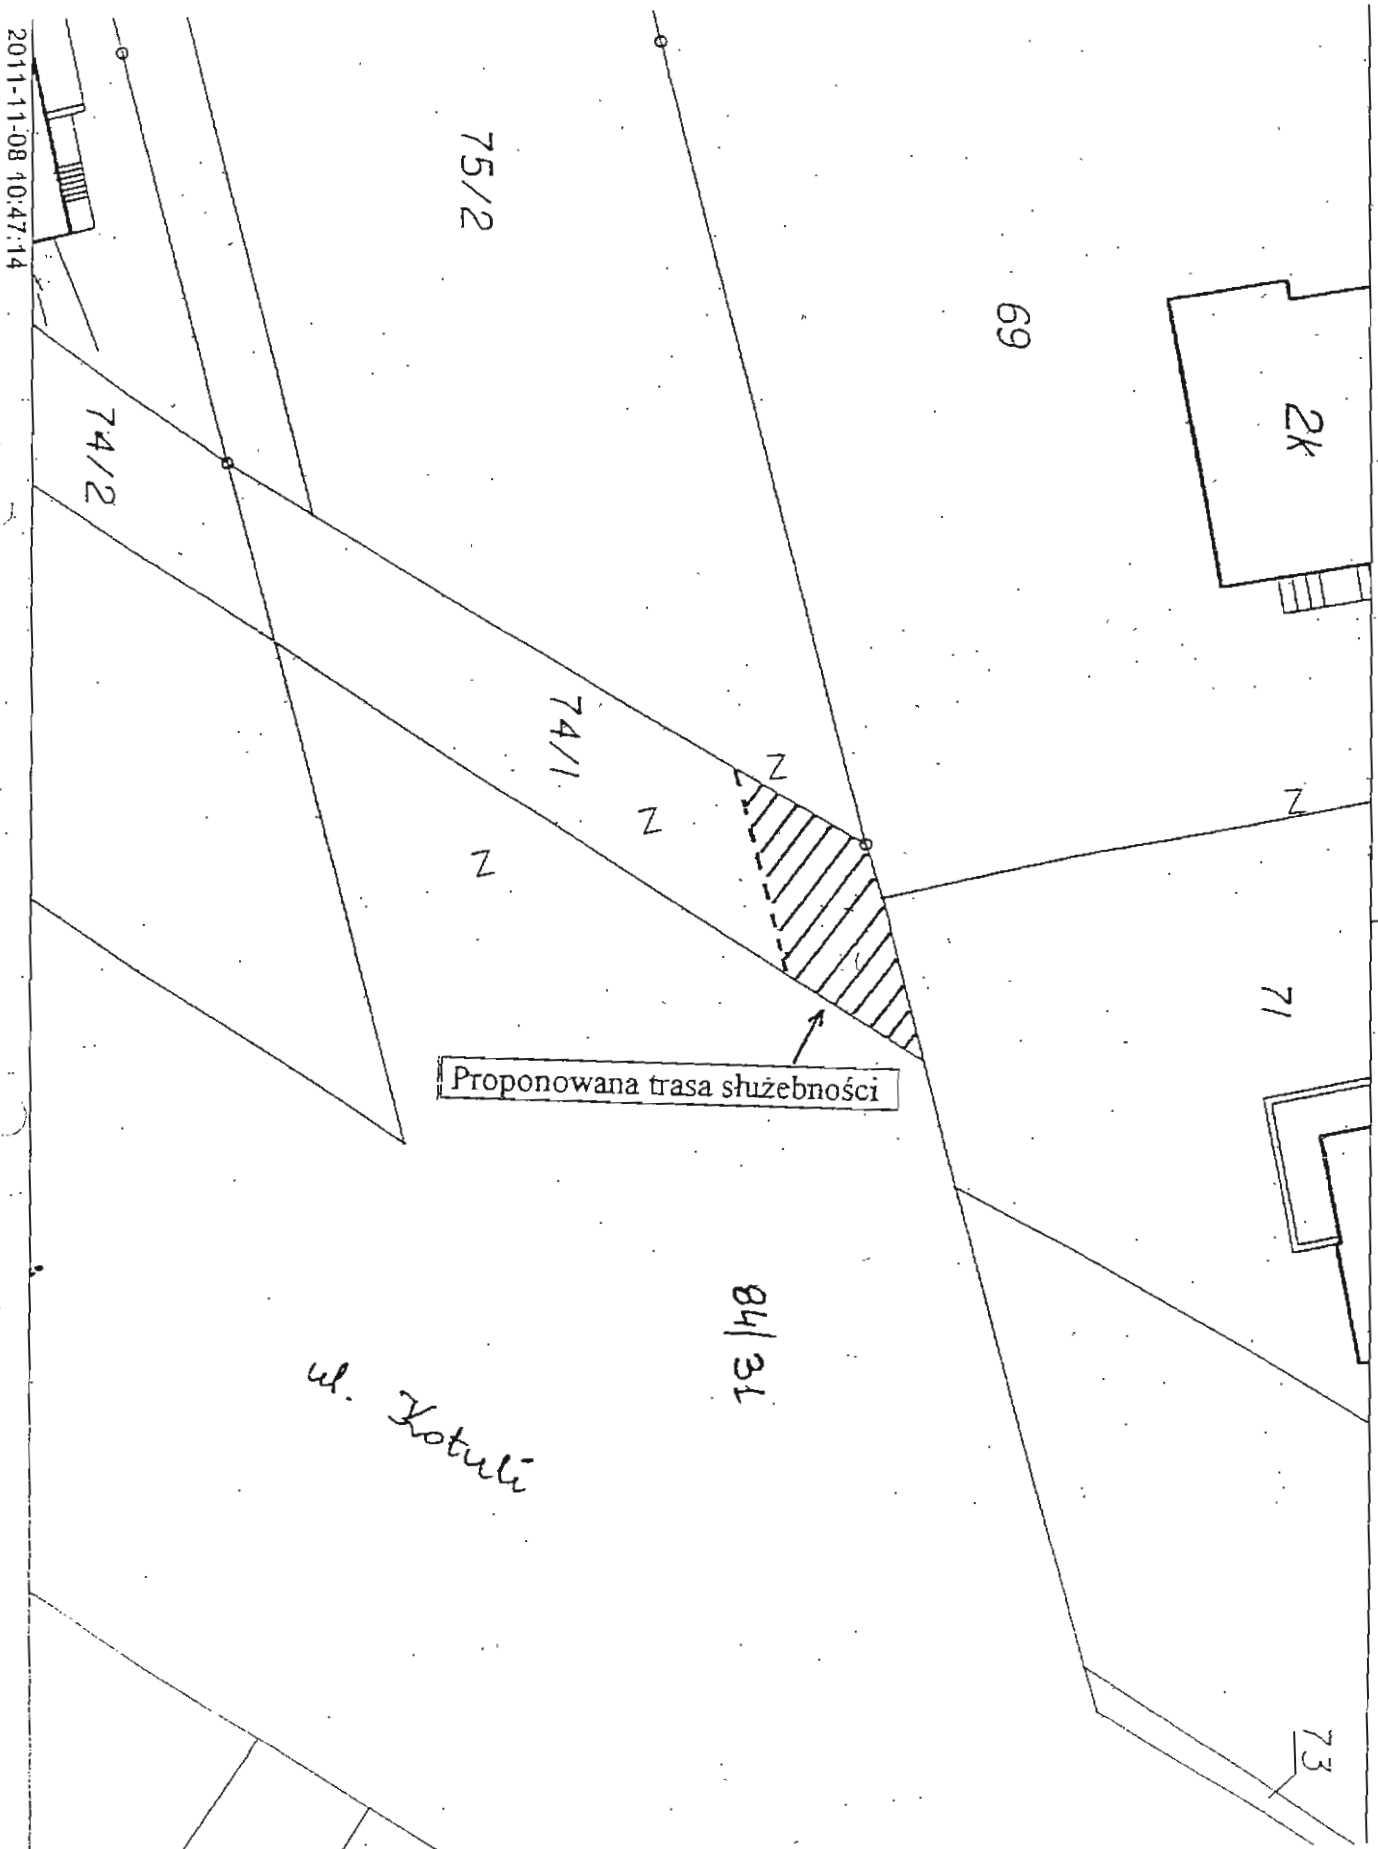 75/2
69
2k
74/2
74/1
Z
Z
Z
Z
71
Proponowana trasa służebności
84/31
ul. Kotuli
73
2011-11-08 10:47:14